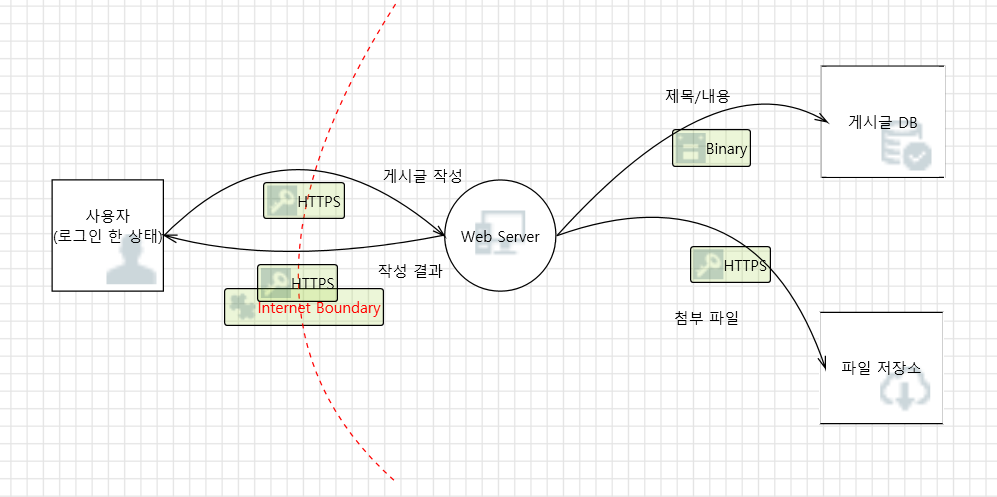 제목/내용
Binary
게시글 DB
게시글 작성
HTTPS
사용자
(로그인 한 상태)
Web Server
작성 결과
HTTPS
Internet Boundary
HTTPS
첨부 파일
파일 저장소